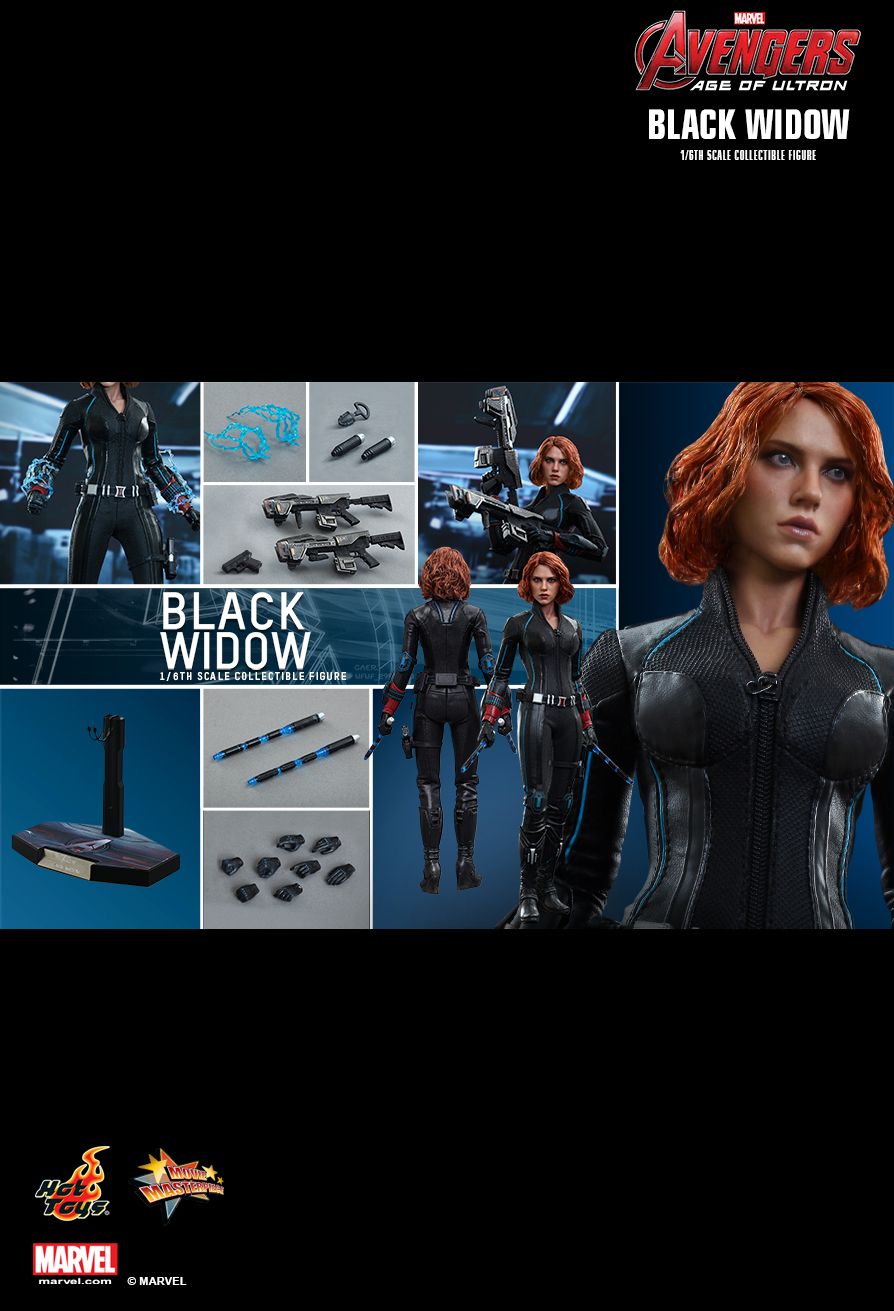 MARVEL
AVENGERS
AGE OF ULTRON
BLACK WIDOW
1/6TH SCALE COLLECTIBLE FIGURE
BLACK
WIDOW
1/6TH SCALE COLLECTIBLE FIGURE
Hot
Toys
MOVIE
MASTERPIECE
MARVEL
marvel.com
© MARVEL